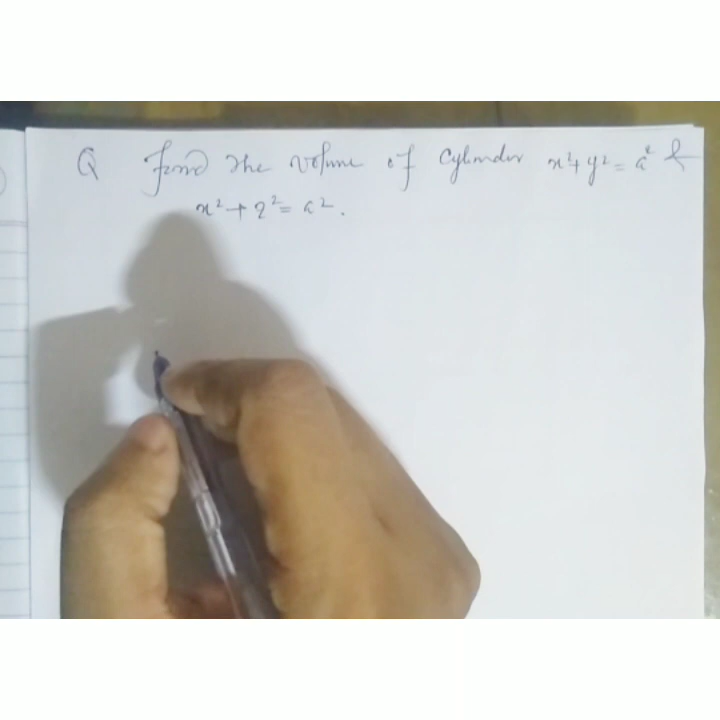 Q Find the volume of cylinder x²+y²= a² &
x²+z²= a².